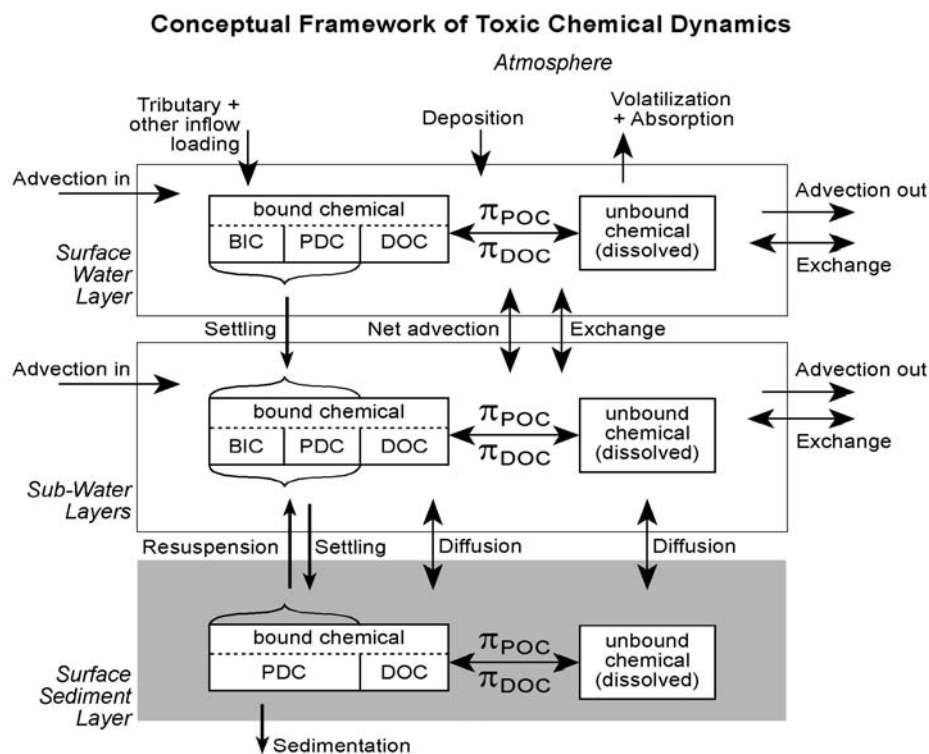 Conceptual Framework of Toxic Chemical Dynamics
Atmosphere
Tributary +
other inflow
loading
Deposition
Volatilization
+ Absorption
Advection in
Surface
Water
Layer
bound chemical
BIC
PDC
DOC
πPOC
πDOC
unbound
chemical
(dissolved)
Advection out
Exchange
Settling
Net advection
Exchange
Advection in
Sub-Water
Layers
bound chemical
BIC
PDC
DOC
πPOC
πDOC
unbound
chemical
(dissolved)
Advection out
Exchange
Resuspension
Settling
Diffusion
Diffusion
Surface
Sediment
Layer
bound chemical
PDC
DOC
πPOC
πDOC
unbound
chemical
(dissolved)
Sedimentation